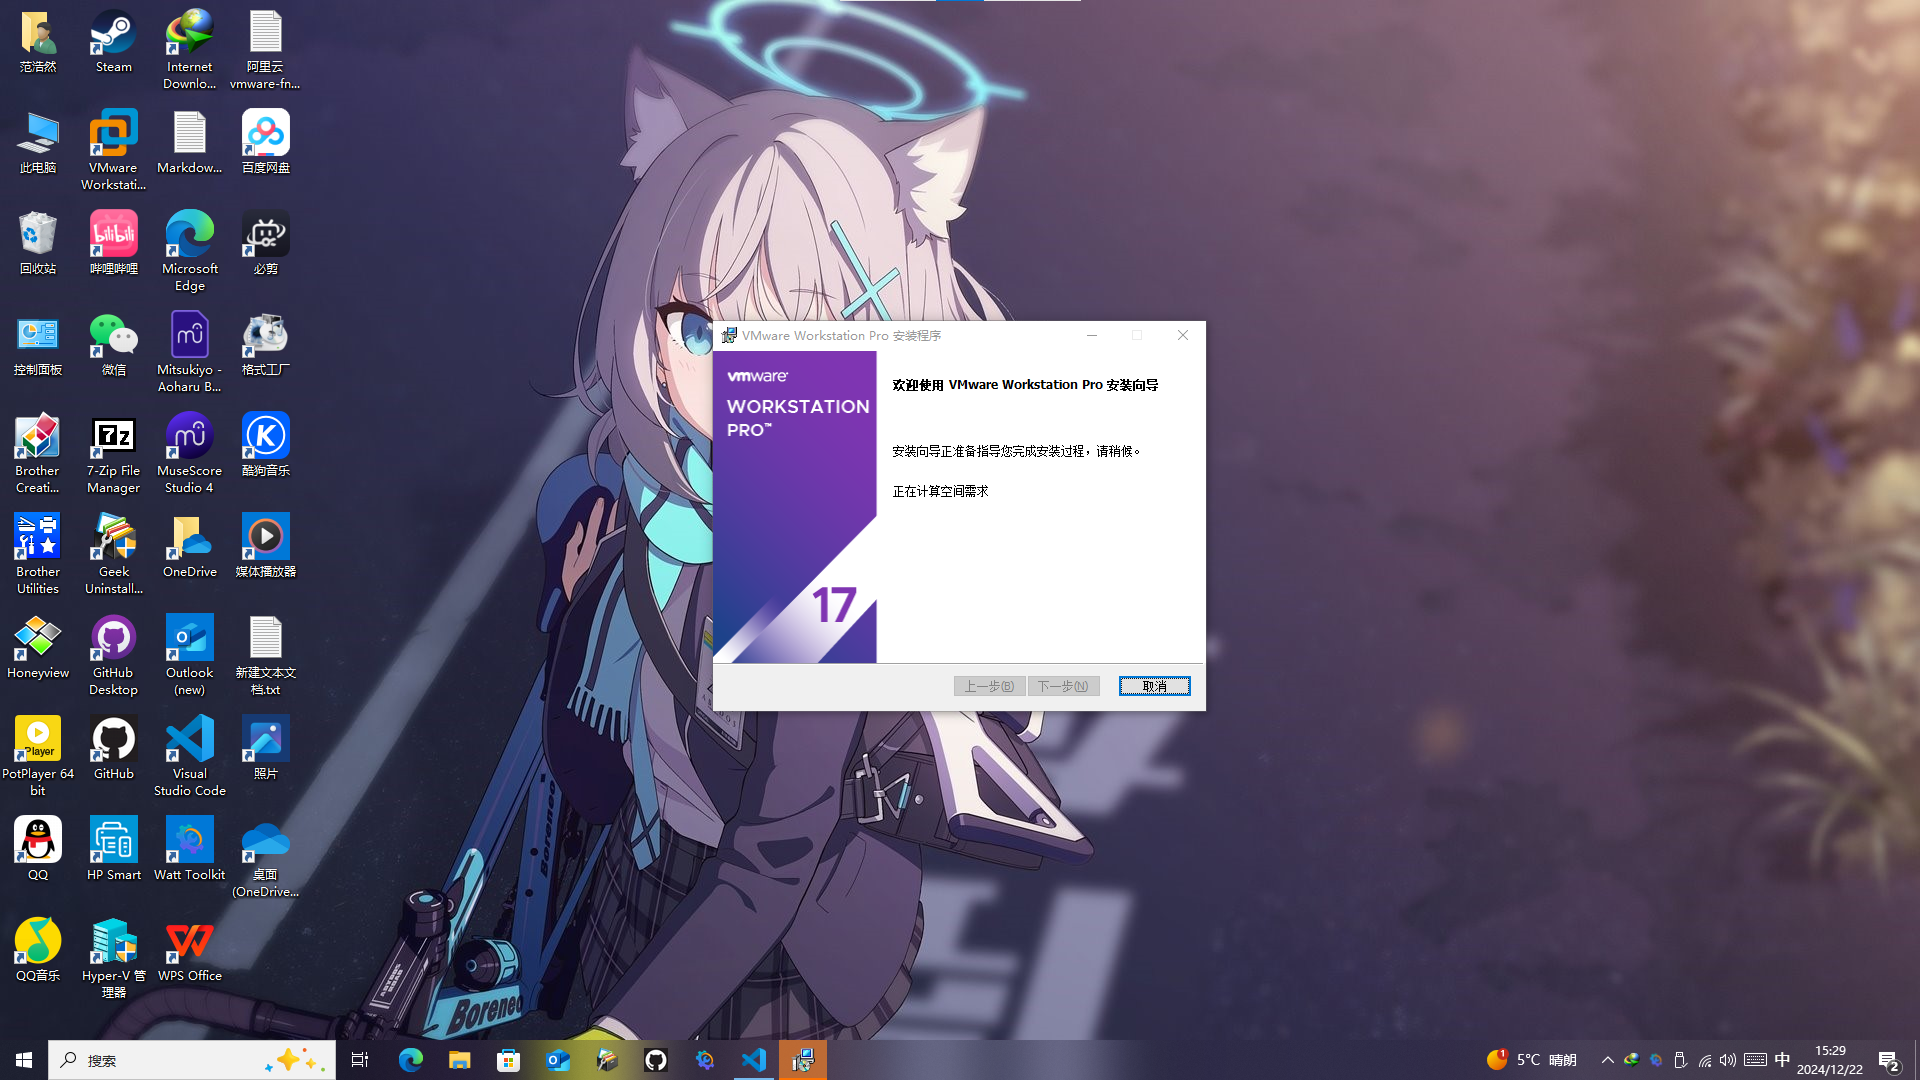 范浩然
Steam
Internet
Downlo...
阿里云
vmware-fn...
此电脑
VMware
Workstati...
Markdow...
百度网盘
回收站
bilibili
哔哩哔哩
Microsoft
Edge
必剪
控制面板
微信
Mitsukiyo -
Aoharu B...
格式工厂
Brother
Creati...
7z
7-Zip File
Manager
MuseScore
Studio 4
酷狗音乐
Brother
Utilities
Geek
Uninstall...
OneDrive
媒体播放器
Honeyview
GitHub
Desktop
Outlook
(new)
新建文本文
档.txt
Player
PotPlayer 64
bit
GitHub
Visual
Studio Code
照片
QQ
HP Smart
Watt Toolkit
桌面
(OneDrive...
QQ音乐
Hyper-V 管
理器
WPS Office
VMware Workstation Pro 安装程序
vmware
WORKSTATION
PRO™
17
欢迎使用 VMware Workstation Pro 安装向导
安装向导正准备指导您完成安装过程，请稍候。
正在计算空间需求
上一步(B)
下一步(N)
取消
Boreneo
Boreneo
搜索
1
5°C 晴朗
中
15:29
2024/12/22
2